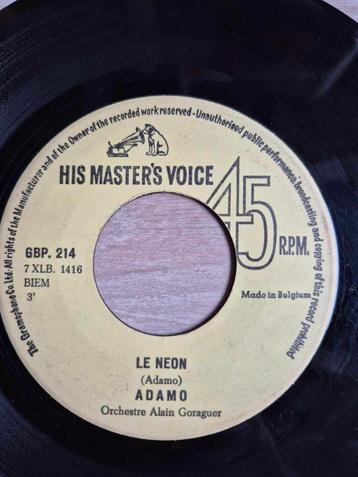 The Gramophone Co Ltd. All rights of the Manufacturer and of the Owner of the recorded work reserved - Unauthorised public performance, broadcasting and copying of this record prohibited
HIS MASTER'S VOICE
45
R.P.M.
GBP. 214
7 XLB. 1416
BIEM
3'
Made in Belgium
LE NEON
(Adamo)
ADAMO
Orchestre Alain Goraguer